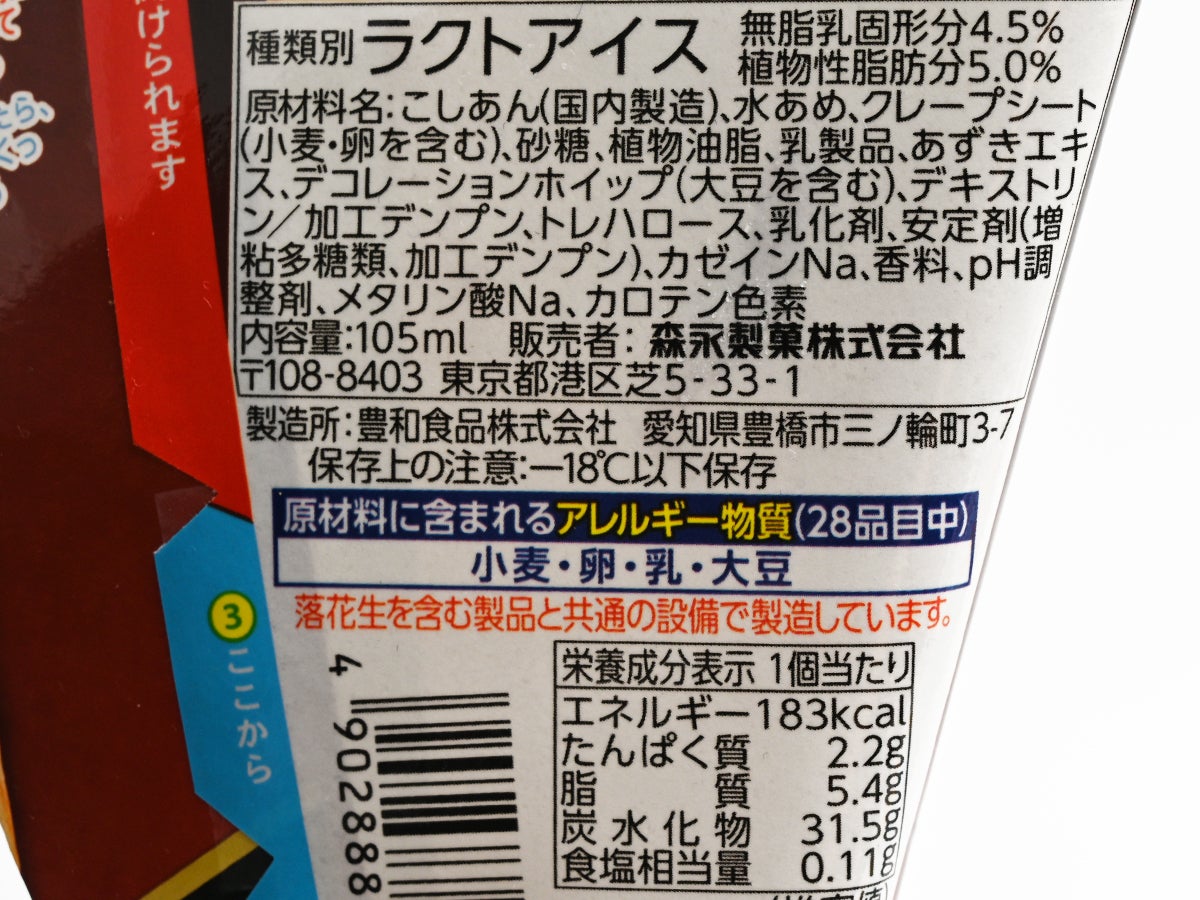 けられます
種類別 ラクトアイス 無脂乳固形分4.5%
植物性脂肪分5.0%
原材料名:こしあん(国内製造)、水あめ、クレープシート
(小麦・卵を含む)、砂糖、植物油脂、乳製品、あずきエキ
ス、デコレーションホイップ(大豆を含む)、デキストリ
ン/加工デンプン、トレハロース、乳化剤、安定剤(増
粘多糖類、加工デンプン)、カゼインNa、香料、pH調
整剤、メタリン酸Na、カロテン色素
内容量:105ml 販売者:森永製菓株式会社
〒108-8403 東京都港区芝5-33-1
製造所:豊和食品株式会社 愛知県豊橋市三ノ輪町3-7
保存上の注意:−18℃以下保存
原材料に含まれるアレルギー物質(28品目中)
小麦・卵・乳・大豆
落花生を含む製品と共通の設備で製造しています。
3 ここから
4 902888
栄養成分表示 1個当たり
エネルギー 183kcal
たんぱく質 2.2g
脂質 5.4g
炭水化物 31.5g
食塩相当量 0.11g